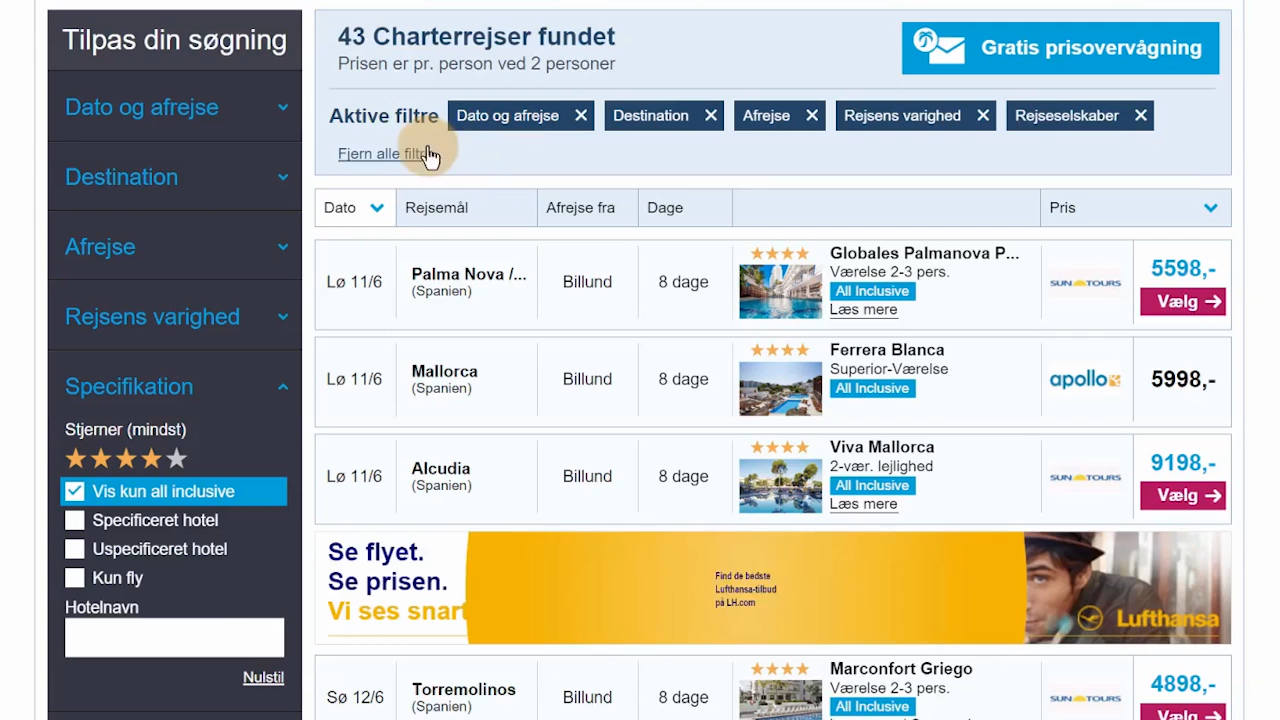 Tilpas din søgning
Dato og afrejse
Destination
Afrejse
Rejsens varighed
Specifikation
Stjerner (mindst)
Vis kun all inclusive
Specificeret hotel
Uspecificeret hotel
Kun fly
Hotelnavn
Nulstil
43 Charterrejser fundet
Prisen er pr. person ved 2 personer
Gratis prisovervågning
Aktive filtre Dato og afrejse Destination Afrejse Rejsens varighed Rejseselskaber
Fjern alle filtre
Dato Rejsemål Afrejse fra Dage Pris
Lø 11/6 Palma Nova /... (Spanien) Billund 8 dage
Globales Palmanova P...
Værelse 2-3 pers.
All Inclusive
Læs mere
SUNTOURS
5598,-
Vælg
Lø 11/6 Mallorca (Spanien) Billund 8 dage
Ferrera Blanca
Superior-Værelse
All Inclusive
apollo
5998,-
Lø 11/6 Alcudia (Spanien) Billund 8 dage
Viva Mallorca
2-vær. lejlighed
All Inclusive
Læs mere
SUNTOURS
9198,-
Vælg
Se flyet.
Se prisen.
Vi ses snart
Find de bedste
Lufthansa-tilbud
på LH.com
Lufthansa
Sø 12/6 Torremolinos (Spanien) Billund 8 dage
Marconfort Griego
Værelse 2-3 pers.
All Inclusive
SUNTOURS
4898,-
Vælg